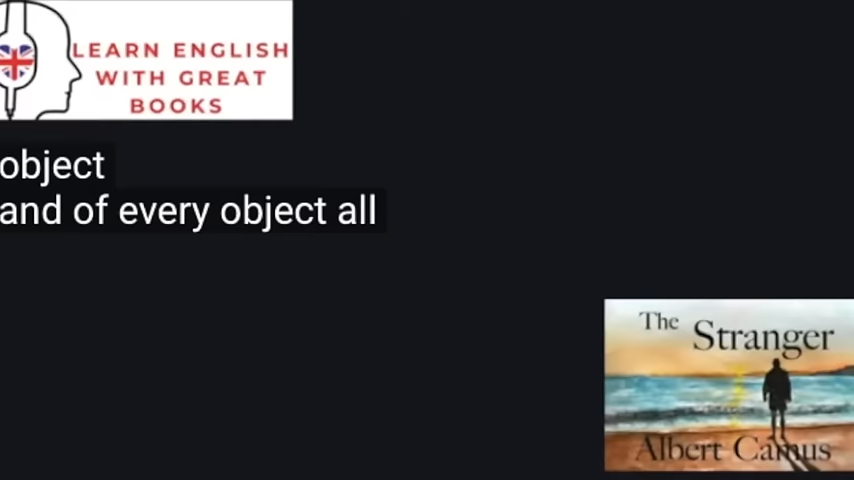 LEARN ENGLISH
WITH GREAT
BOOKS
object
and of every object all
The Stranger
Albert Camus